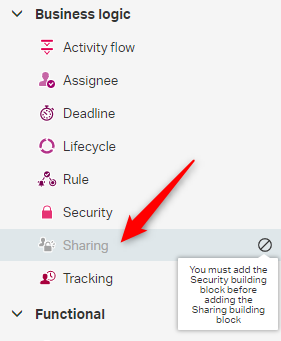 Business logic
Activity flow
Assignee
Deadline
Lifecycle
Rule
Security
Sharing
Tracking
You must add the
Security building
block before
adding the
Sharing building
block
Functional